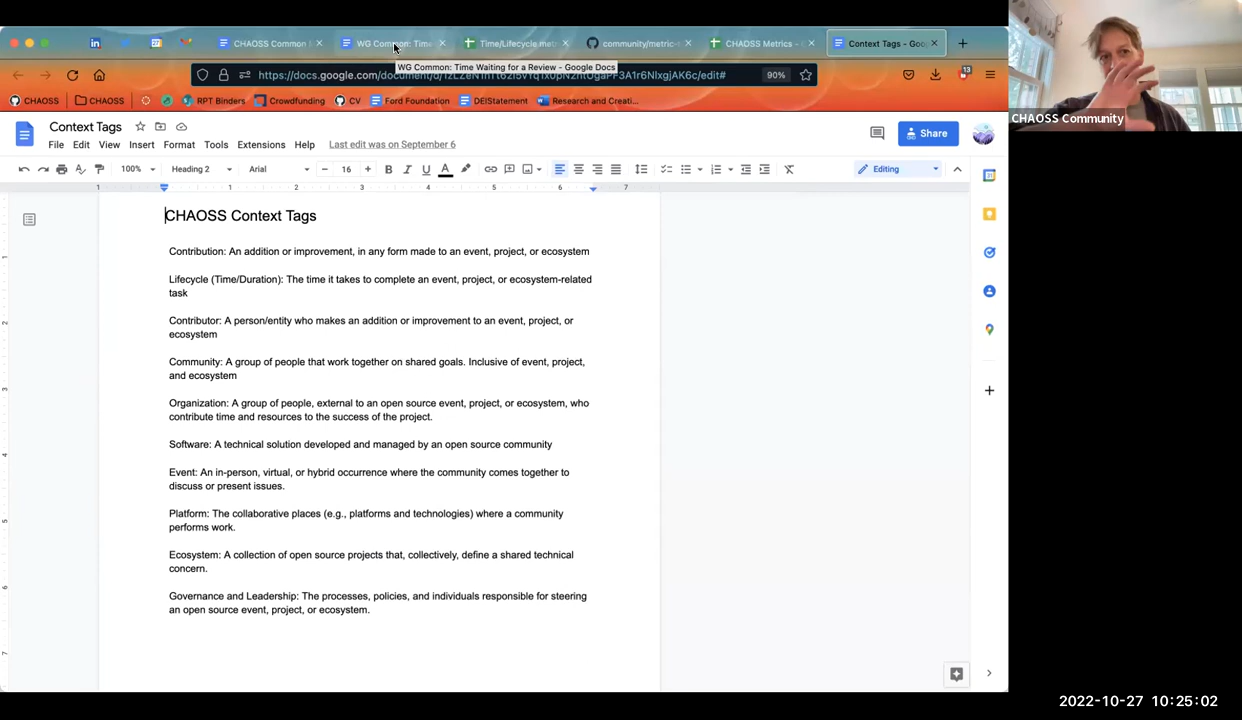 CHAOSS Common
WG Common: Time
Time/Lifecycle met
community/metric-t
CHAOSS Metrics - G
Context Tags - Goo
WG Common: Time Waiting for a Review - Google Docs
90%
13
CHAOSS
CHAOSS
RPT Binders
Crowdfunding
CV
Ford Foundation
DEIStatement
Research and Creati...
Context Tags
File Edit View Insert Format Tools Extensions Help
Last edit was on September 6
Share
100%
Heading 2
Arial
16
Editing
1 1 2 3 4 5 6 7
CHAOSS Context Tags
Contribution: An addition or improvement, in any form made to an event, project, or ecosystem
Lifecycle (Time/Duration): The time it takes to complete an event, project, or ecosystem-related
task
Contributor: A person/entity who makes an addition or improvement to an event, project, or
ecosystem
Community: A group of people that work together on shared goals. Inclusive of event, project,
and ecosystem
Organization: A group of people, external to an open source event, project, or ecosystem, who
contribute time and resources to the success of the project.
Software: A technical solution developed and managed by an open source community
Event: An in-person, virtual, or hybrid occurrence where the community comes together to
discuss or present issues.
Platform: The collaborative places (e.g., platforms and technologies) where a community
performs work.
Ecosystem: A collection of open source projects that, collectively, define a shared technical
concern.
Governance and Leadership: The processes, policies, and individuals responsible for steering
an open source event, project, or ecosystem.
CHAOSS Community
2022-10-27 10:25:02